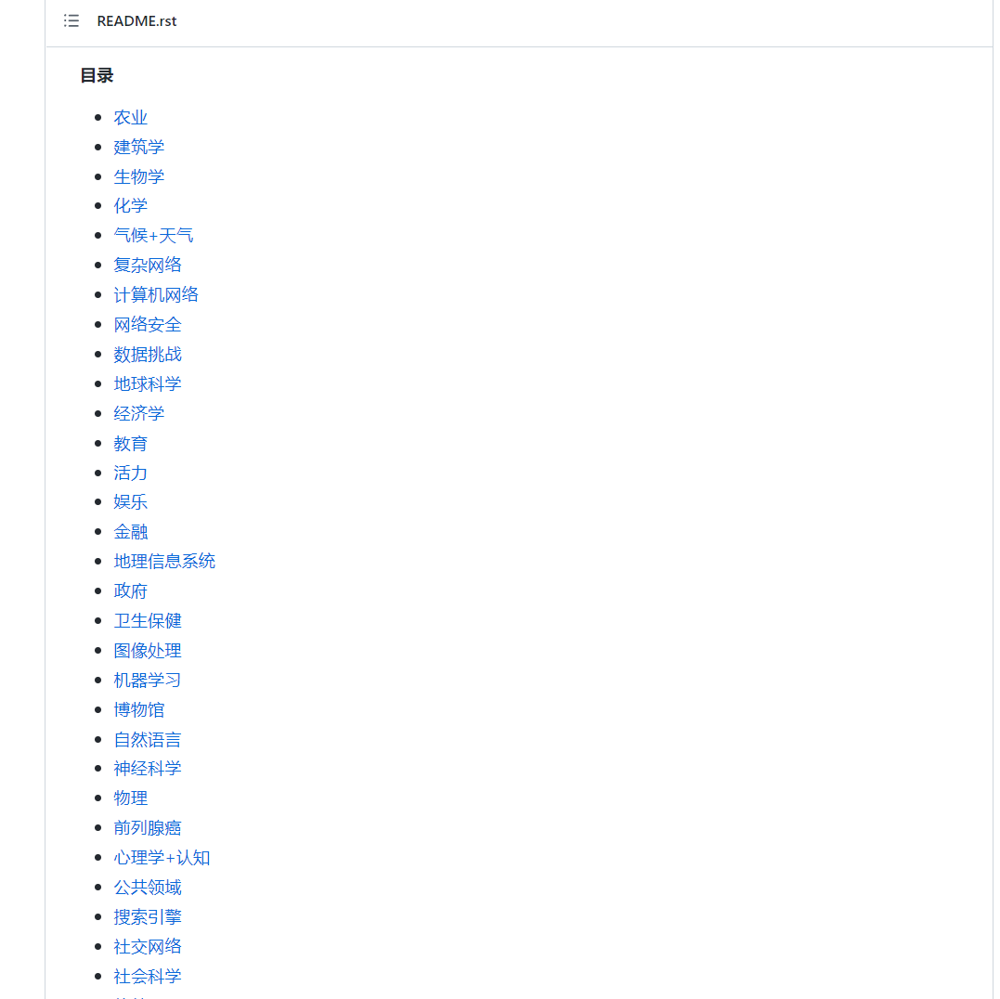 README.rst
目录
农业
建筑学
生物学
化学
气候+天气
复杂网络
计算机网络
网络安全
数据挑战
地球科学
经济学
教育
活力
娱乐
金融
地理信息系统
政府
卫生保健
图像处理
机器学习
博物馆
自然语言
神经科学
物理
前列腺癌
心理学+认知
公共领域
搜索引擎
社交网络
社会科学